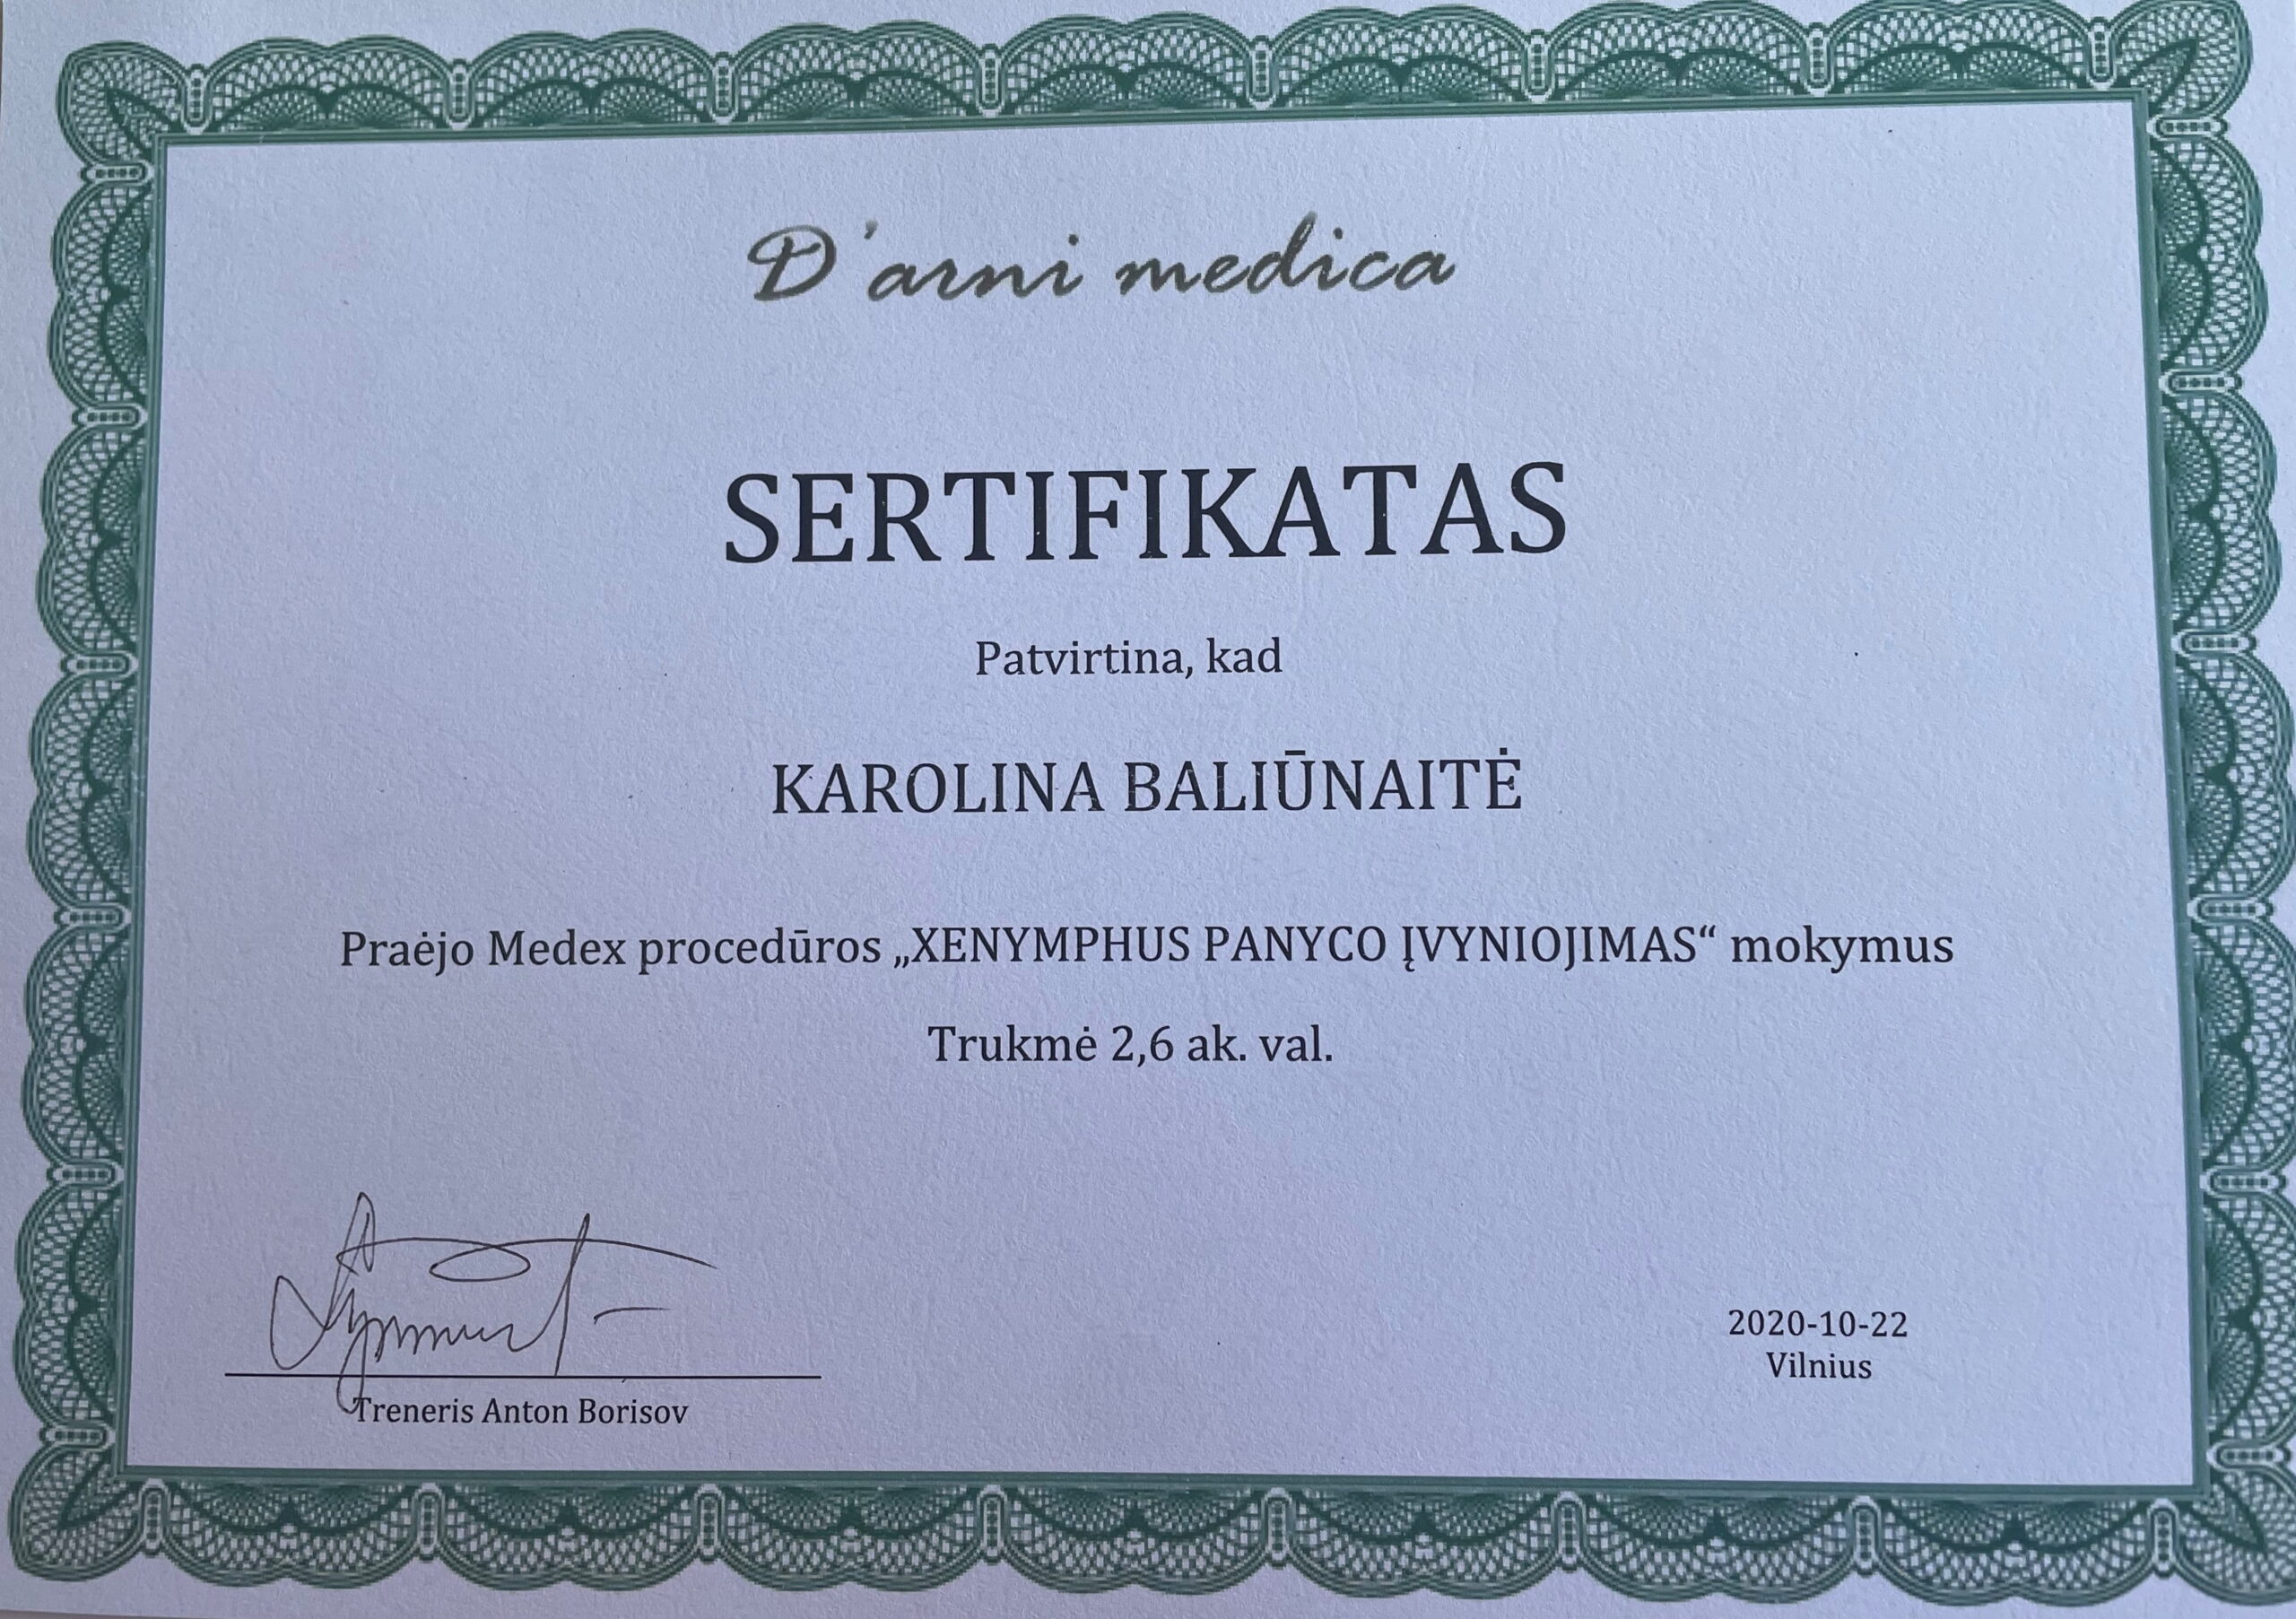 D'arni medica
SERTIFIKATAS
Patvirtina, kad
KAROLINA BALIŪNAITĖ
Praėjo Medex procedūros „XENYMPHUS PANYCO ĮVYNIOJIMAS“ mokymus
Trukmė 2,6 ak. val.
Treneris Anton Borisov
2020-10-22
Vilnius